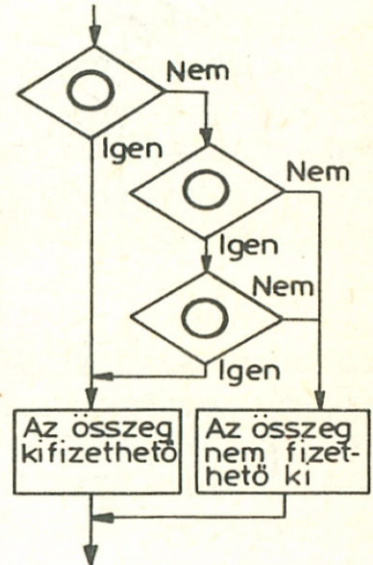 Nem
Igen
Nem
Igen
Nem
Igen
Az összeg
kifizethető
Az összeg
nem fizet-
hető ki